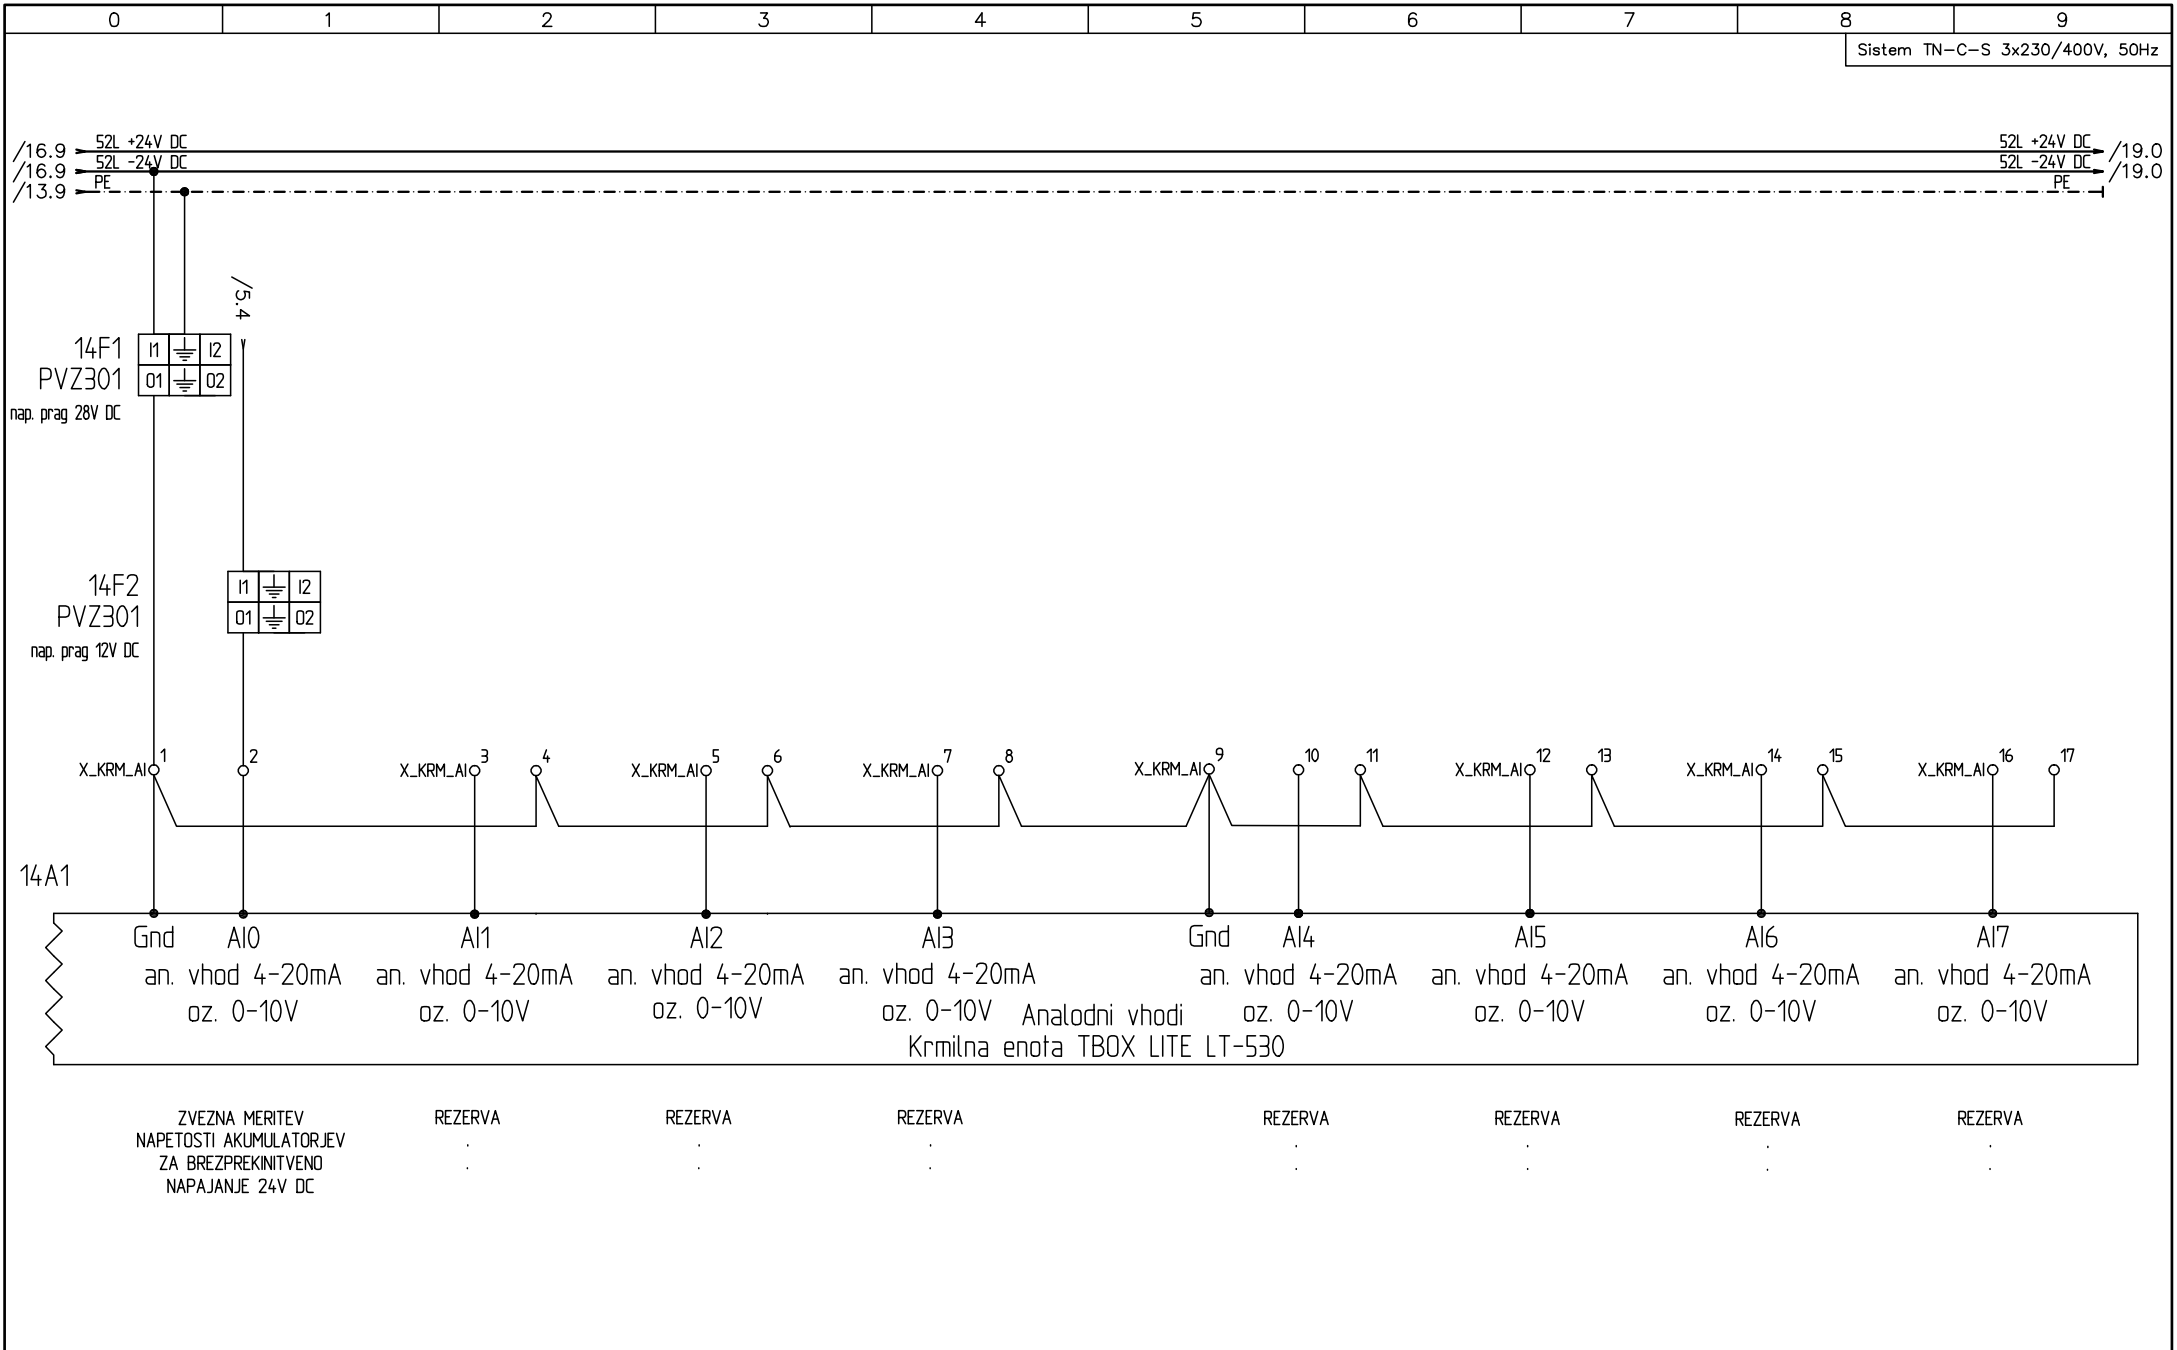 0 1 2 3 4 5 6 7 8 9
Sistem TN-C-S 3x230/400V, 50Hz
/16.9 52L +24V DC 52L +24V DC /19.0
/16.9 52L -24V DC 52L -24V DC /19.0
/13.9 PE PE
/5.4
14F1 I1 I2
PVZ301 O1 O2
nap. prag 28V DC
14F2 I1 I2
PVZ301 O1 O2
nap. prag 12V DC
X_KRM_AI 1 2 X_KRM_AI 3 4 X_KRM_AI 5 6 X_KRM_AI 7 8 X_KRM_AI 9 10 11 X_KRM_AI 12 13 X_KRM_AI 14 15 X_KRM_AI 16 17
14A1
Gnd AI0 AI1 AI2 AI3 Gnd AI4 AI5 AI6 AI7
an. vhod 4-20mA an. vhod 4-20mA an. vhod 4-20mA an. vhod 4-20mA an. vhod 4-20mA an. vhod 4-20mA an. vhod 4-20mA an. vhod 4-20mA
oz. 0-10V oz. 0-10V oz. 0-10V oz. 0-10V Analodni vhodi oz. 0-10V oz. 0-10V oz. 0-10V oz. 0-10V
Krmilna enota TBOX LITE LT-530
ZVEZNA MERITEV REZERVA REZERVA REZERVA REZERVA REZERVA REZERVA REZERVA
NAPETOSTI AKUMULATORJEV . . . . . . .
ZA BREZPREKINITVENO . . . . . . .
NAPAJANJE 24V DC